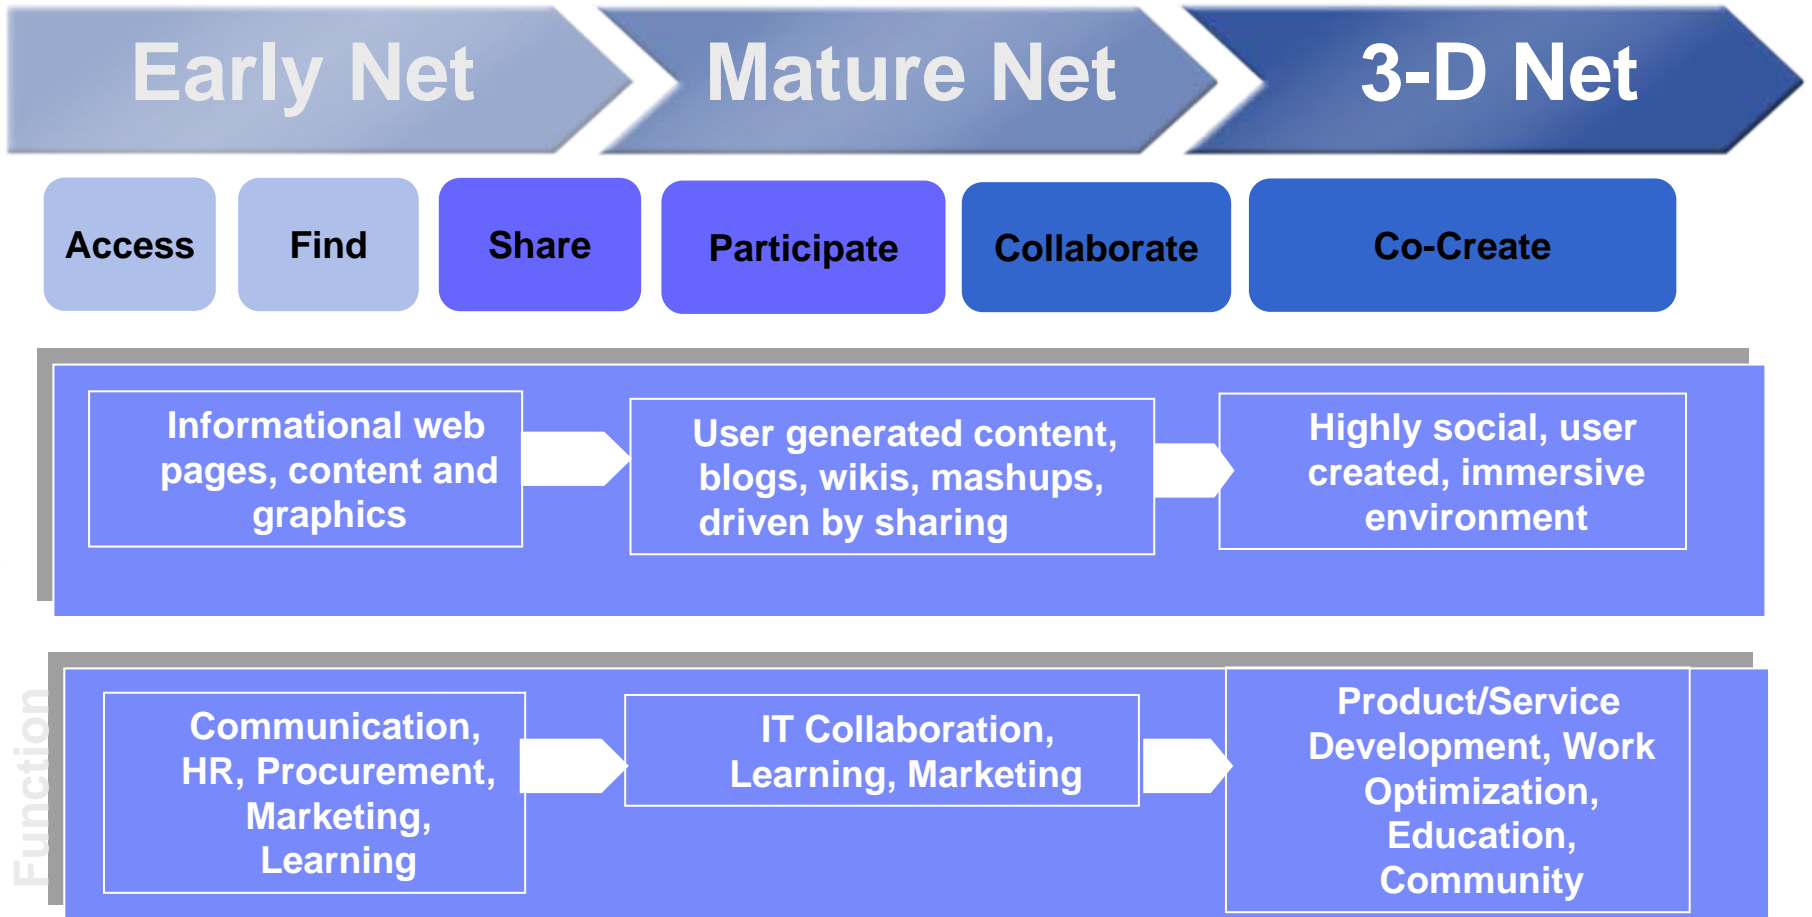 Early Net
Mature Net
3-D Net
Access
Find
Share
Participate
Collaborate
Co-Create
Informational web
pages, content and
graphics
User generated content,
blogs, wikis, mashups,
driven by sharing
Highly social, user
created, immersive
environment
Function
Communication,
HR, Procurement,
Marketing,
Learning
IT Collaboration,
Learning, Marketing
Product/Service
Development, Work
Optimization,
Education,
Community